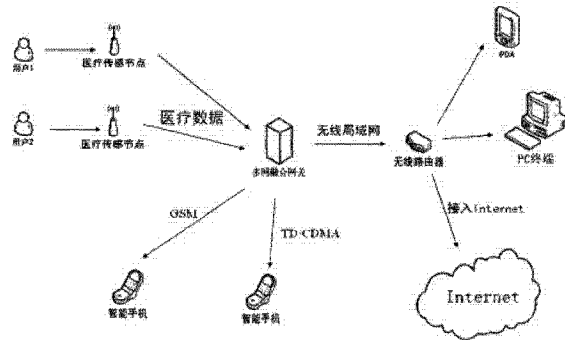 用户1
医疗传感节点
PDA
用户2
医疗传感节点
医疗数据
无线局域网
多网融合网关
无线路由器
PC终端
GSM
TD-CDMA
接入Internet
智能手机
智能手机
Internet